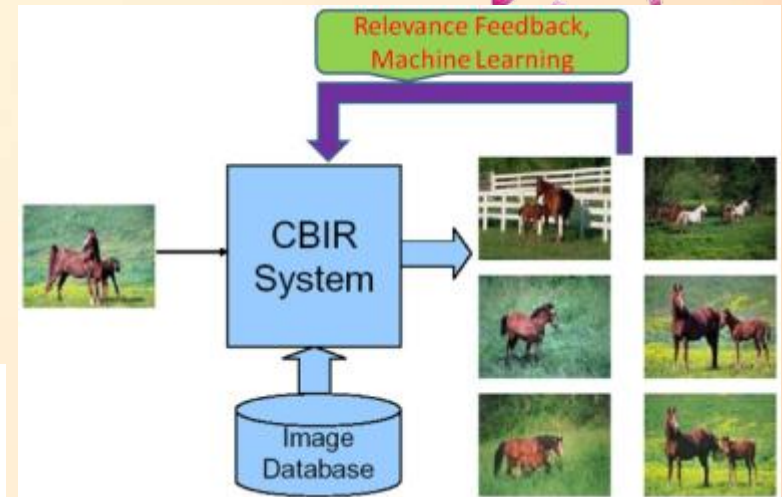 Relevance Feedback,
Machine Learning
CBIR
System
Image
Database